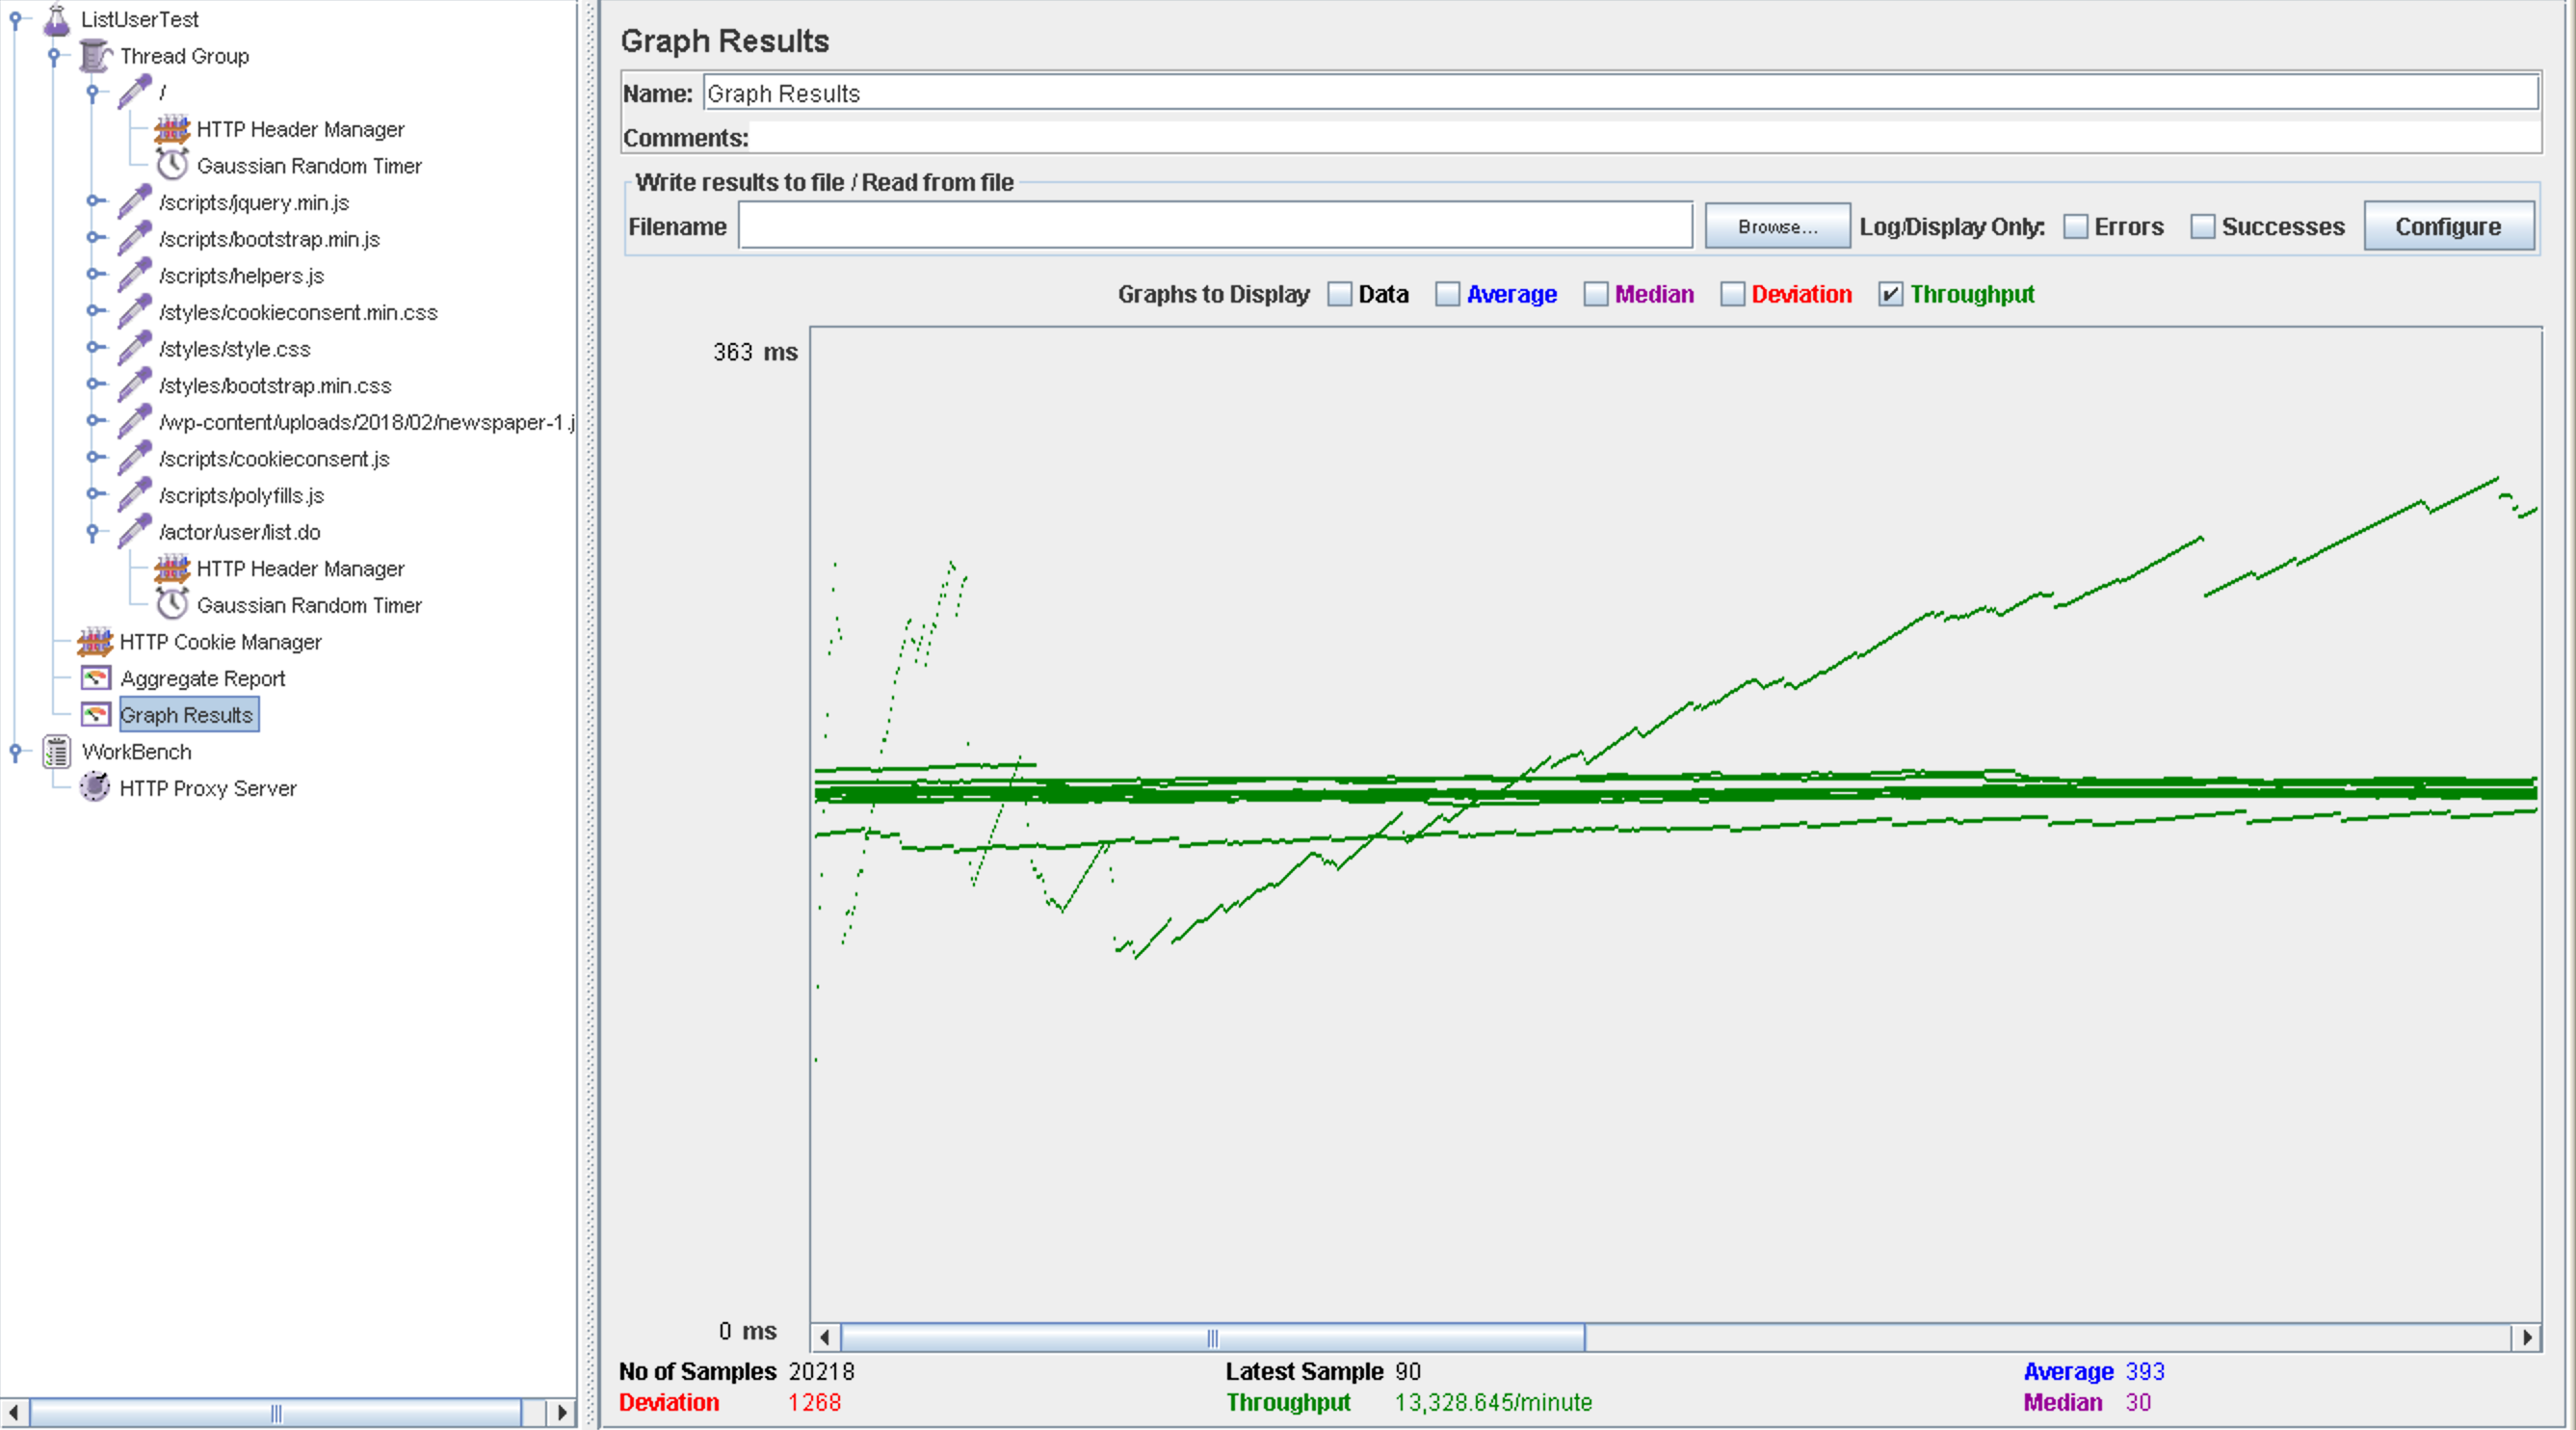 ListUserTest
Thread Group
/
HTTP Header Manager
Gaussian Random Timer
/scripts/jquery.min.js
/scripts/bootstrap.min.js
/scripts/helpers.js
/styles/cookieconsent.min.css
/styles/style.css
/styles/bootstrap.min.css
/wp-content/uploads/2018/02/newspaper-1.j
/scripts/cookieconsent.js
/scripts/polyfills.js
/actor/user/list.do
HTTP Header Manager
Gaussian Random Timer
HTTP Cookie Manager
Aggregate Report
Graph Results
WorkBench
HTTP Proxy Server
Graph Results
Name: Graph Results
Comments:
Write results to file / Read from file
Filename Browse... Log/Display Only: Errors Successes Configure
Graphs to Display Data Average Median Deviation Throughput
363 ms
0 ms
No of Samples 20218 Latest Sample 90 Average 393
Deviation 1268 Throughput 13,328.645/minute Median 30